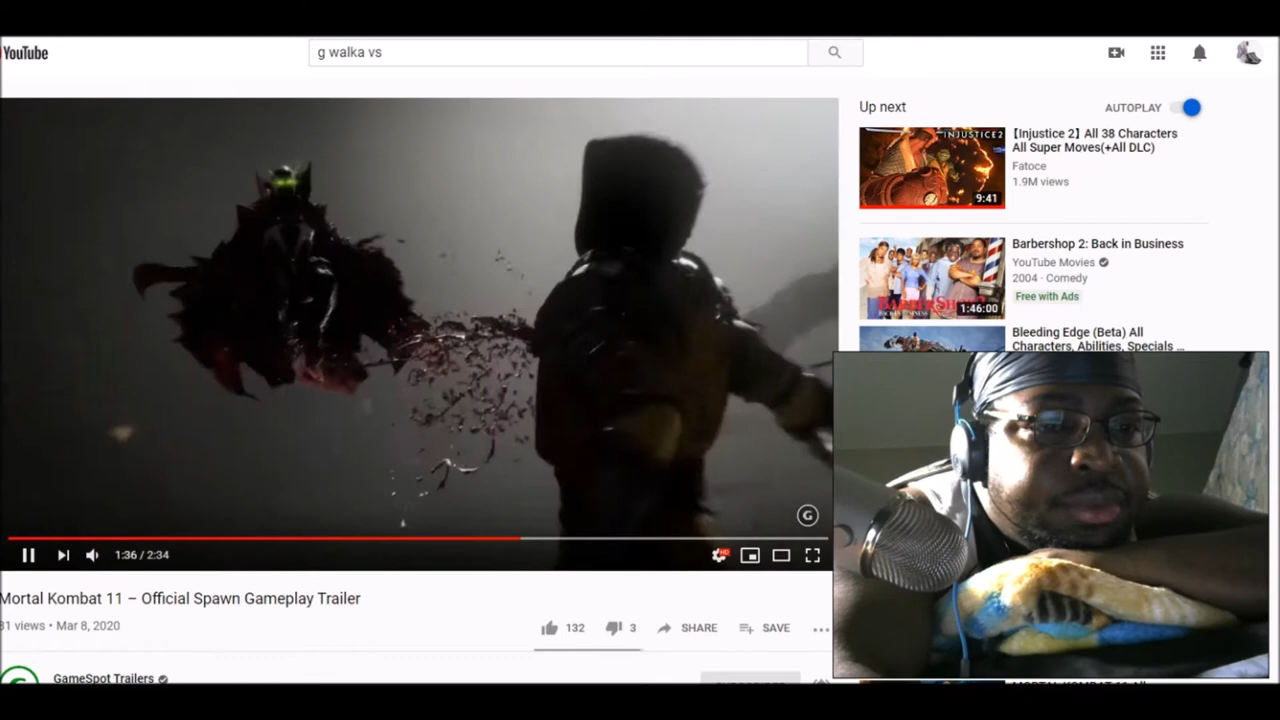 YouTube
g walka vs
Up next
AUTOPLAY
INJUSTICE2
9:41
【Injustice 2】All 38 Characters
All Super Moves(+All DLC)
Fatoce
1.9M views
1:46:00
Barbershop 2: Back in Business
YouTube Movies
2004 · Comedy
Free with Ads
Bleeding Edge (Beta) All
Characters, Abilities, Specials ...
G
1:36 / 2:34
HD
Mortal Kombat 11 – Official Spawn Gameplay Trailer
31 views • Mar 8, 2020
132
3
SHARE
SAVE
GameSpot Trailers